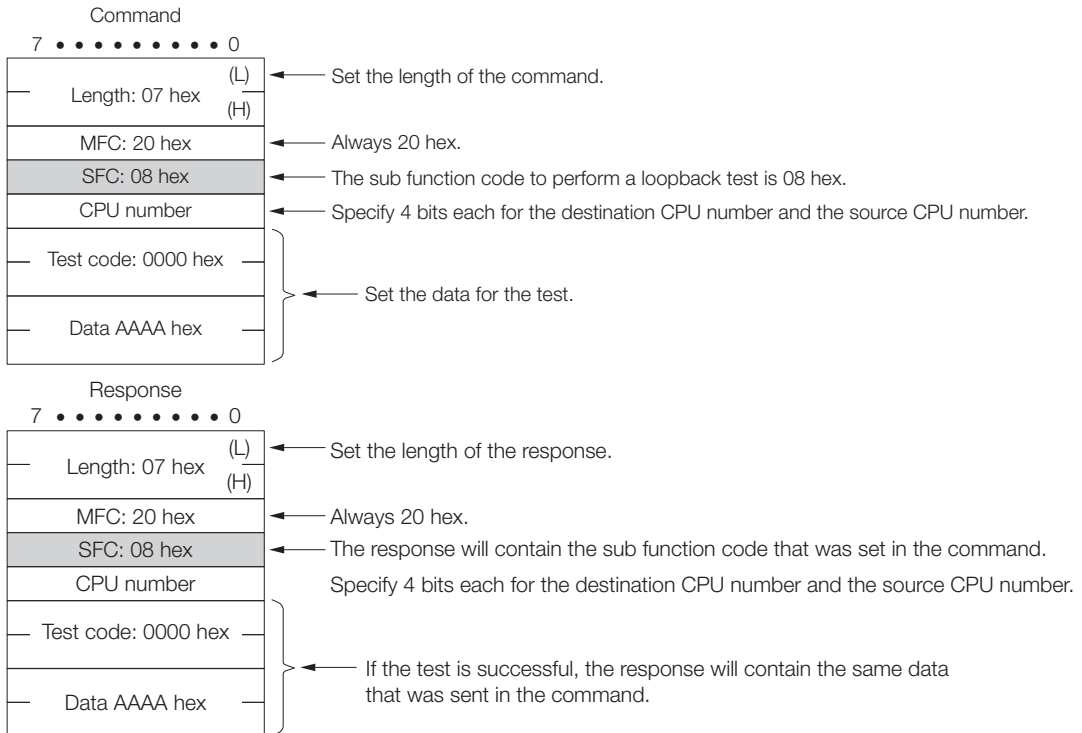 Command
7 • • • • • • • • • 0
Length: 07 hex (L) (H)
Set the length of the command.
MFC: 20 hex
Always 20 hex.
SFC: 08 hex
The sub function code to perform a loopback test is 08 hex.
CPU number
Specify 4 bits each for the destination CPU number and the source CPU number.
Test code: 0000 hex
Set the data for the test.
Data AAAA hex
Response
7 • • • • • • • • • 0
Length: 07 hex (L) (H)
Set the length of the response.
MFC: 20 hex
Always 20 hex.
SFC: 08 hex
The response will contain the sub function code that was set in the command.
CPU number
Specify 4 bits each for the destination CPU number and the source CPU number.
Test code: 0000 hex
If the test is successful, the response will contain the same data
that was sent in the command.
Data AAAA hex